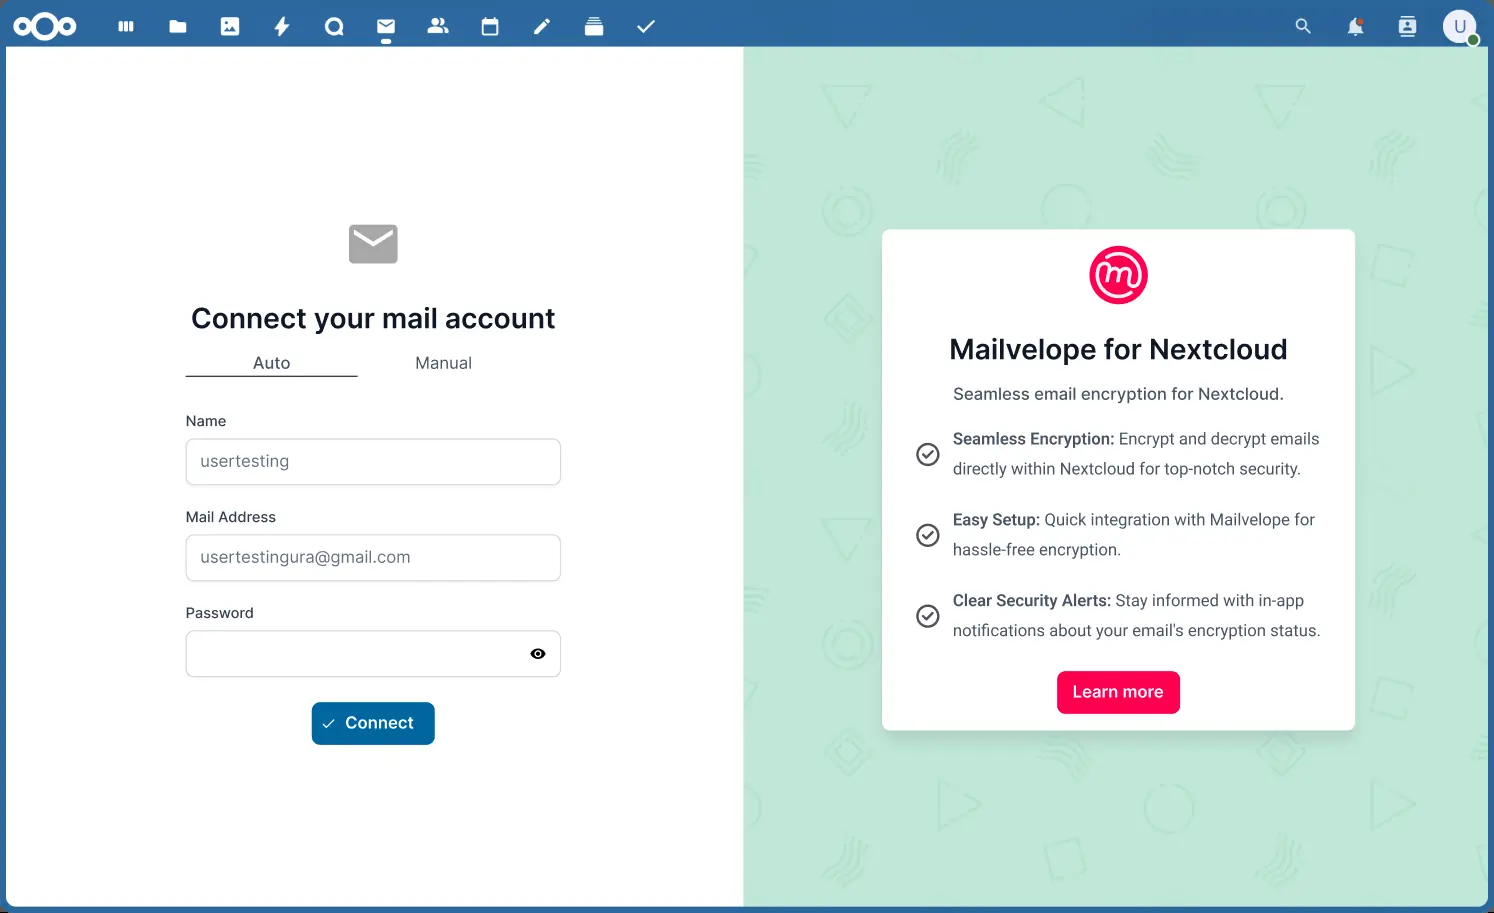 U
Connect your mail account
Auto
Manual
Name
usertesting
Mail Address
usertestingura@gmail.com
Password
Connect
m
Mailvelope for Nextcloud
Seamless email encryption for Nextcloud.
Seamless Encryption: Encrypt and decrypt emails
directly within Nextcloud for top-notch security.
Easy Setup: Quick integration with Mailvelope for
hassle-free encryption.
Clear Security Alerts: Stay informed with in-app
notifications about your email's encryption status.
Learn more